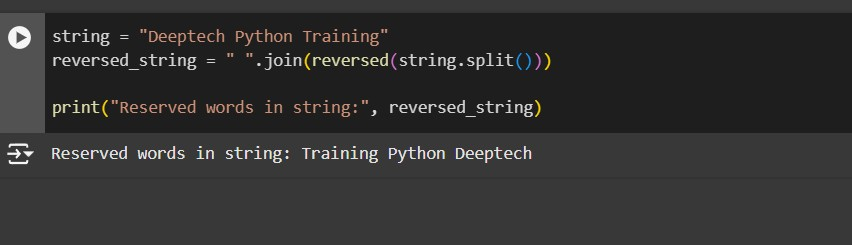 string = "Deeptech Python Training"
reversed_string = " ".join(reversed(string.split()))
print("Reserved words in string:", reversed_string)
Reserved words in string: Training Python Deeptech